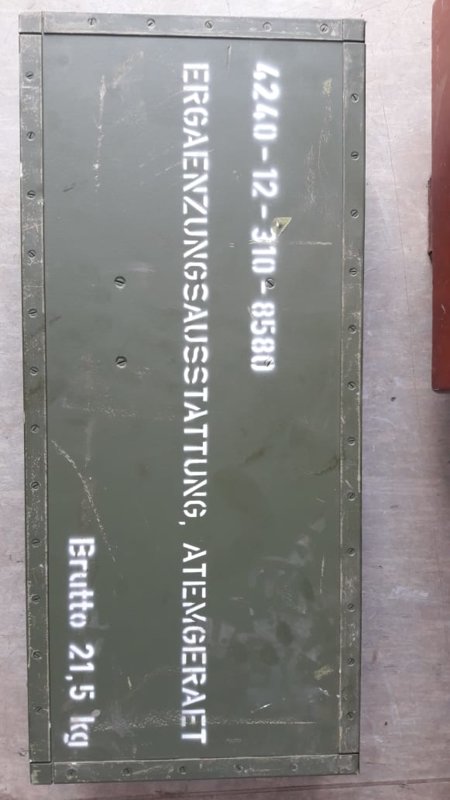 4240-12-310-8580
ERGAENZUNGSAUSSTATTUNG, ATEMGERAET
Brutto 21,5 kg